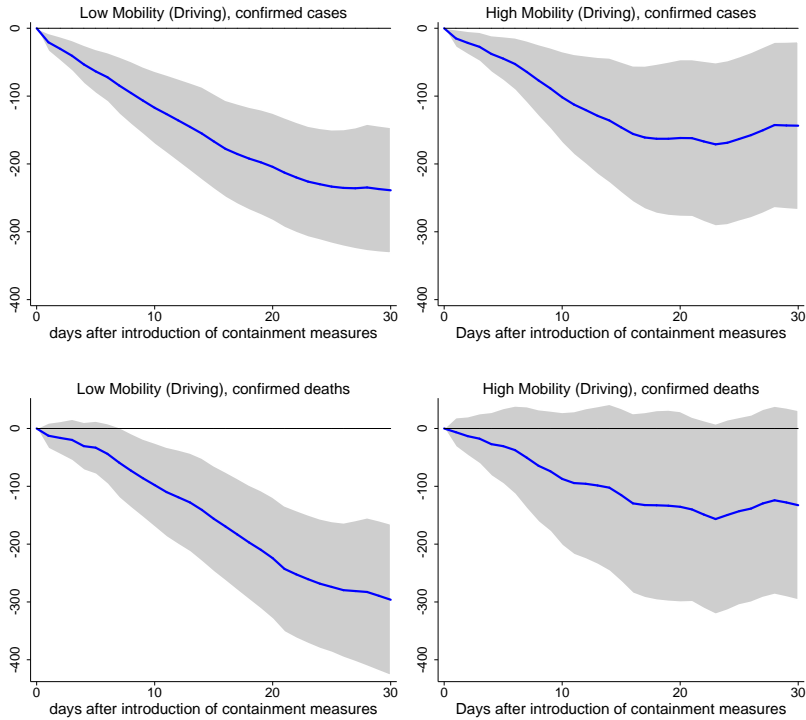 Low Mobility (Driving), confirmed cases
0
-100
-200
-300
-400
0 10 20 30
days after introduction of containment measures
High Mobility (Driving), confirmed cases
0
-100
-200
-300
-400
0 10 20 30
Days after introduction of containment measures
Low Mobility (Driving), confirmed deaths
0
-100
-200
-300
-400
0 10 20 30
days after introduction of containment measures
High Mobility (Driving), confirmed deaths
0
-100
-200
-300
-400
0 10 20 30
Days after introduction of containment measures